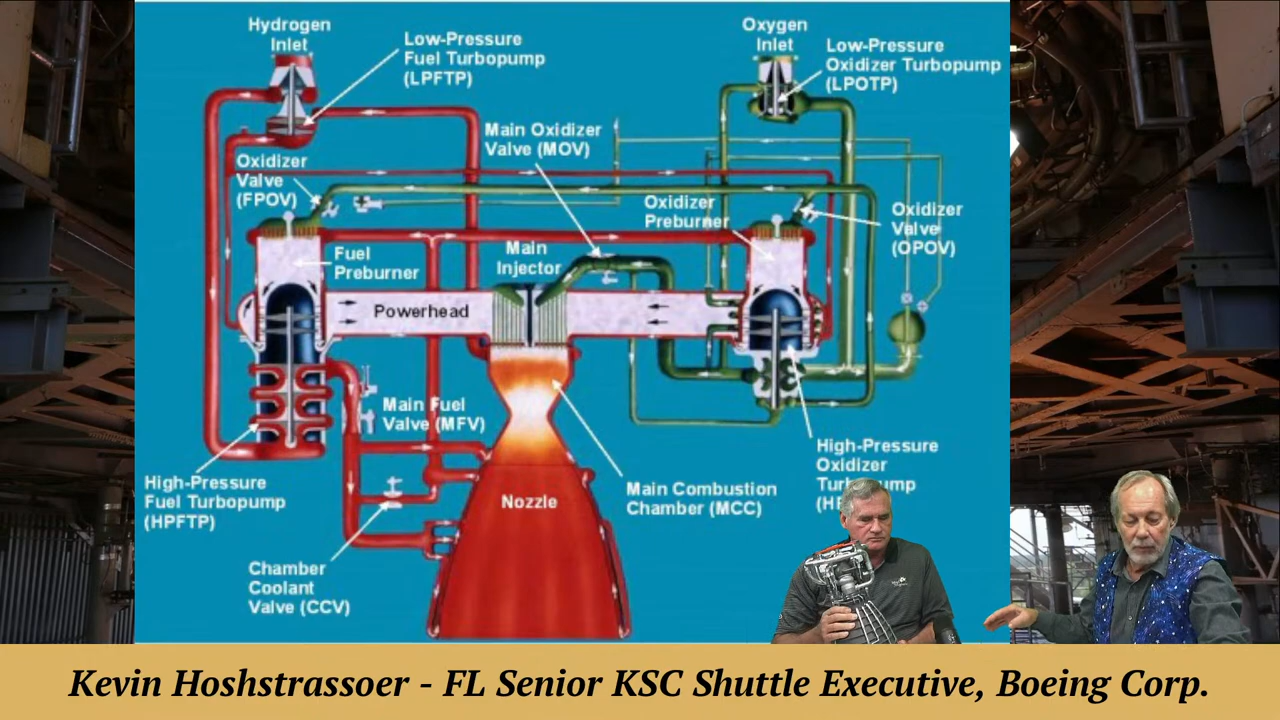 Hydrogen
Inlet
Low-Pressure
Fuel Turbopump
(LPFTP)
Oxygen
Inlet
Low-Pressure
Oxidizer Turbopump
(LPOTP)
Main Oxidizer
Valve (MOV)
Oxidizer
Valve
(FPOV)
Oxidizer
Preburner
Oxidizer
Valve
(OPOV)
Fuel
Preburner
Main
Injector
Powerhead
Main Fuel
Valve (MFV)
High-Pressure
Fuel Turbopump
(HPFTP)
Nozzle
Main Combustion
Chamber (MCC)
High-Pressure
Oxidizer
Chamber
Coolant
Valve (CCV)
Kevin Hoshstrassoer - FL Senior KSC Shuttle Executive, Boeing Corp.